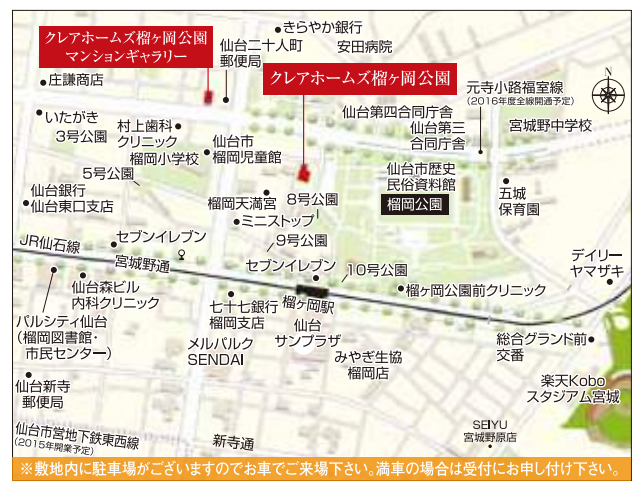 きらやか銀行
クレアホームズ榴ヶ岡公園
マンションギャラリー
仙台二十人町
郵便局
安田病院
庄謙商店
クレアホームズ榴ヶ岡公園
元寺小路福室線
(2016年度全線開通予定)
N
いたがき
3号公園
村上歯科
クリニック
仙台市
榴岡児童館
榴岡小学校
仙台第四合同庁舎
仙台第三
合同庁舎
宮城野中学校
5号公園
仙台市歴史
民俗資料館
榴岡公園
五城
保育園
仙台銀行
仙台東口支店
榴岡天満宮
8号公園
ミニストップ
9号公園
JR仙石線
セブンイレブン
宮城野通
セブンイレブン
10号公園
デイリー
ヤマザキ
仙台森ビル
内科クリニック
七十七銀行
榴岡支店
榴ヶ岡駅
榴ヶ岡公園前クリニック
パルシティ仙台
(榴岡図書館・
市民センター)
メルパルク
SENDAI
仙台
サンプラザ
みやぎ生協
榴岡店
総合グランド前
交番
仙台新寺
郵便局
楽天Kobo
スタジアム宮城
仙台市営地下鉄東西線
(2015年開業予定)
新寺通
SEIYU
宮城野原店
※敷地内に駐車場がございますのでお車でご来場下さい。満車の場合は受付にお申し付け下さい。